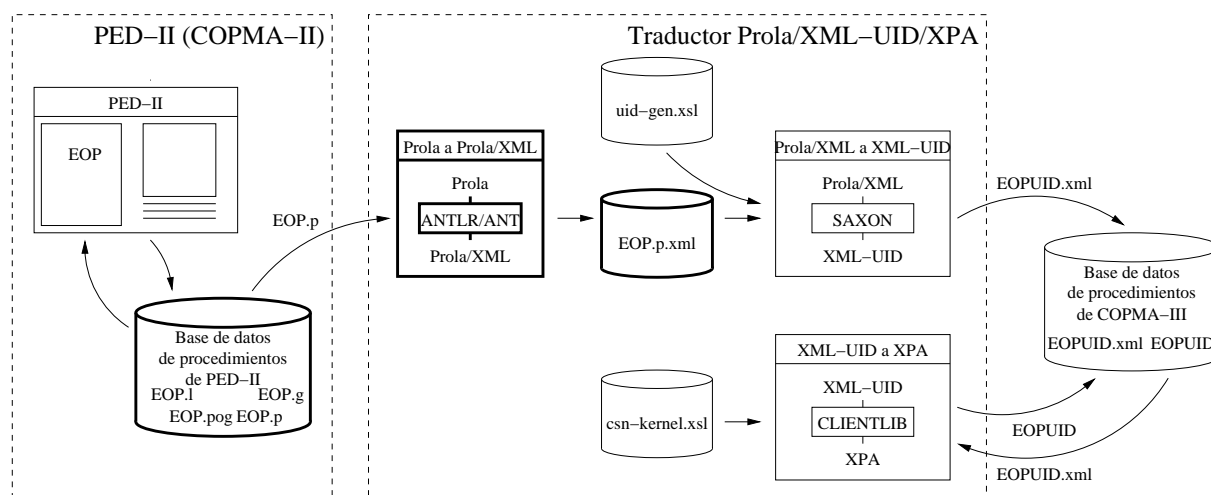 PED–II (COPMA–II)
PED–II
EOP
Base de datos
de procedimientos
de PED–II
EOP.l EOP.g
EOP.pog EOP.p
EOP.p
Traductor Prola/XML–UID/XPA
Prola a Prola/XML
Prola
ANTLR/ANT
Prola/XML
uid–gen.xsl
EOP.p.xml
Prola/XML a XML–UID
Prola/XML
SAXON
XML–UID
EOPUID.xml
Base de datos
de procedimientos
de COPMA–III
EOPUID.xml EOPUID
csn–kernel.xsl
XML–UID a XPA
XML–UID
CLIENTLIB
XPA
EOPUID
EOPUID.xml